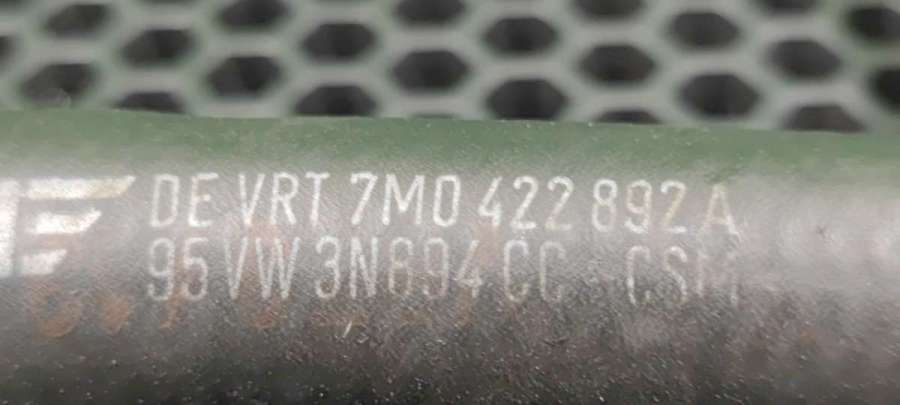 DE VRT 7M0 422 892 A
95 VW 3N694 CC CSM